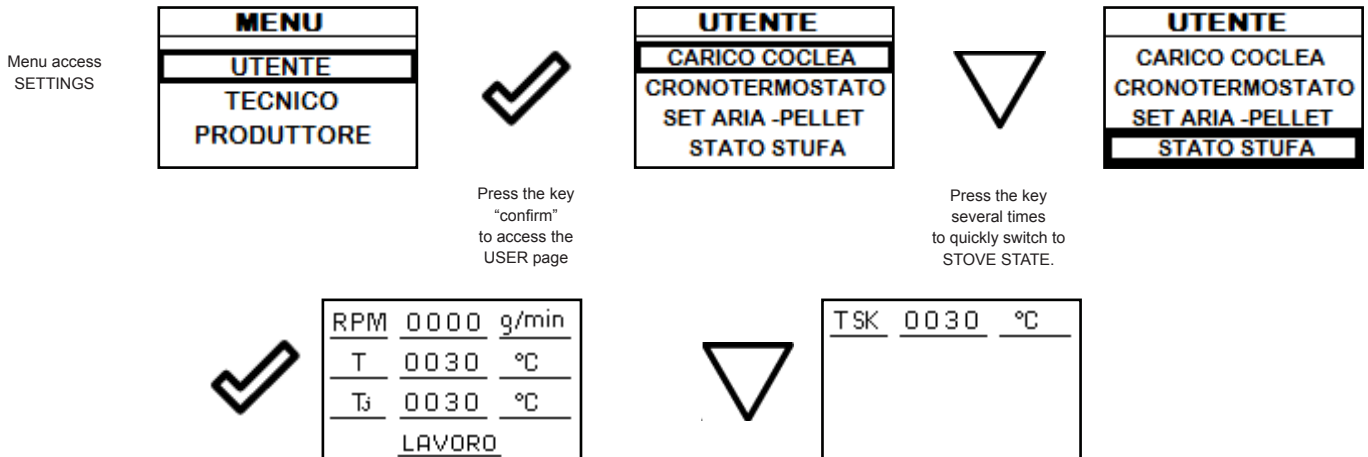 Menu access
SETTINGS
MENU
UTENTE
TECNICO
PRODUTTORE
UTENTE
CARICO COCLEA
CRONOTERMOSTATO
SET ARIA -PELLET
STATO STUFA
UTENTE
CARICO COCLEA
CRONOTERMOSTATO
SET ARIA -PELLET
STATO STUFA
Press the key
“confirm”
to access the
USER page
Press the key
several times
to quickly switch to
STOVE STATE.
RPM 0000 g/min
T 0030 °C
Tj 0030 °C
LAVORO
TSK 0030 °C